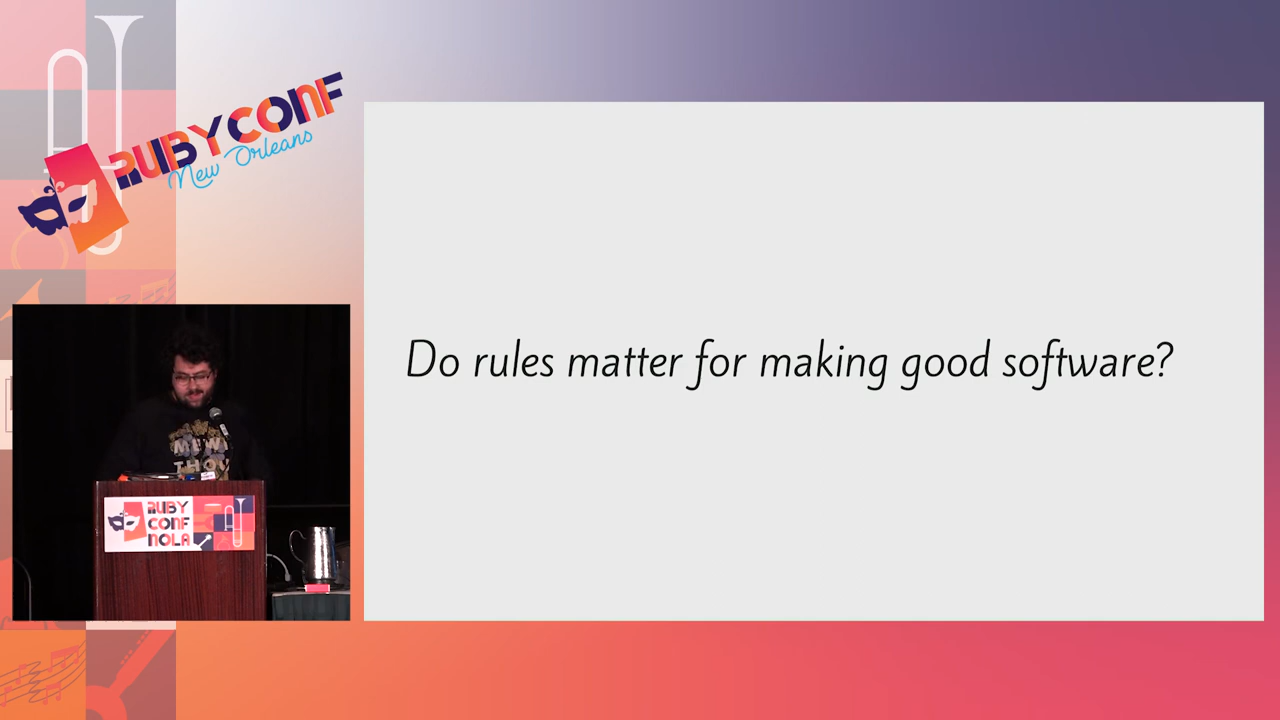 RUBYCONF
New Orleans
Do rules matter for making good software?
RUBY
CONF
NOLA